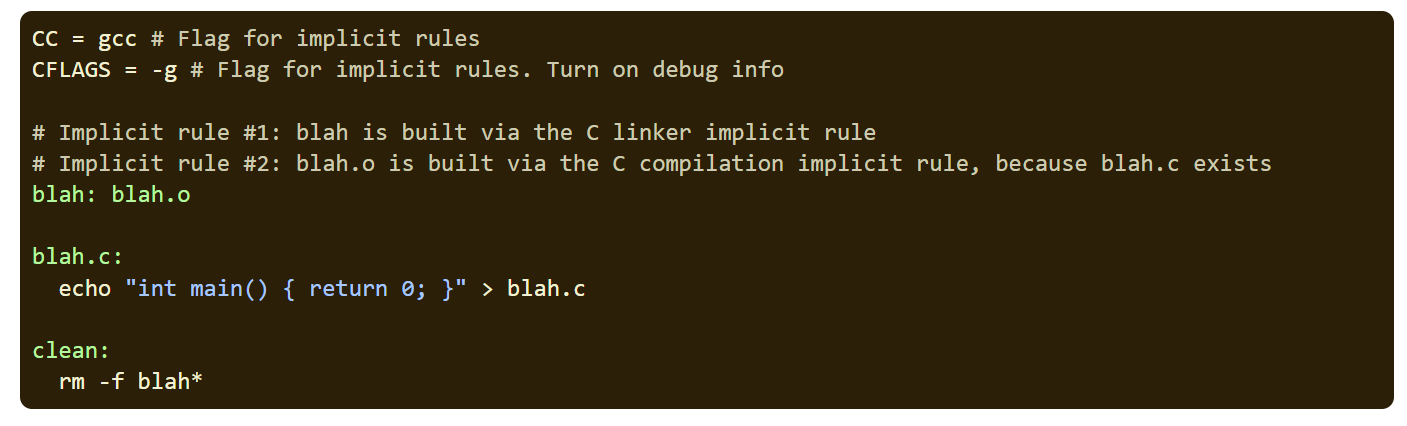 CC = gcc # Flag for implicit rules
CFLAGS = -g # Flag for implicit rules. Turn on debug info
# Implicit rule #1: blah is built via the C linker implicit rule
# Implicit rule #2: blah.o is built via the C compilation implicit rule, because blah.c exists
blah: blah.o
blah.c:
  echo "int main() { return 0; }" > blah.c
clean:
  rm -f blah*